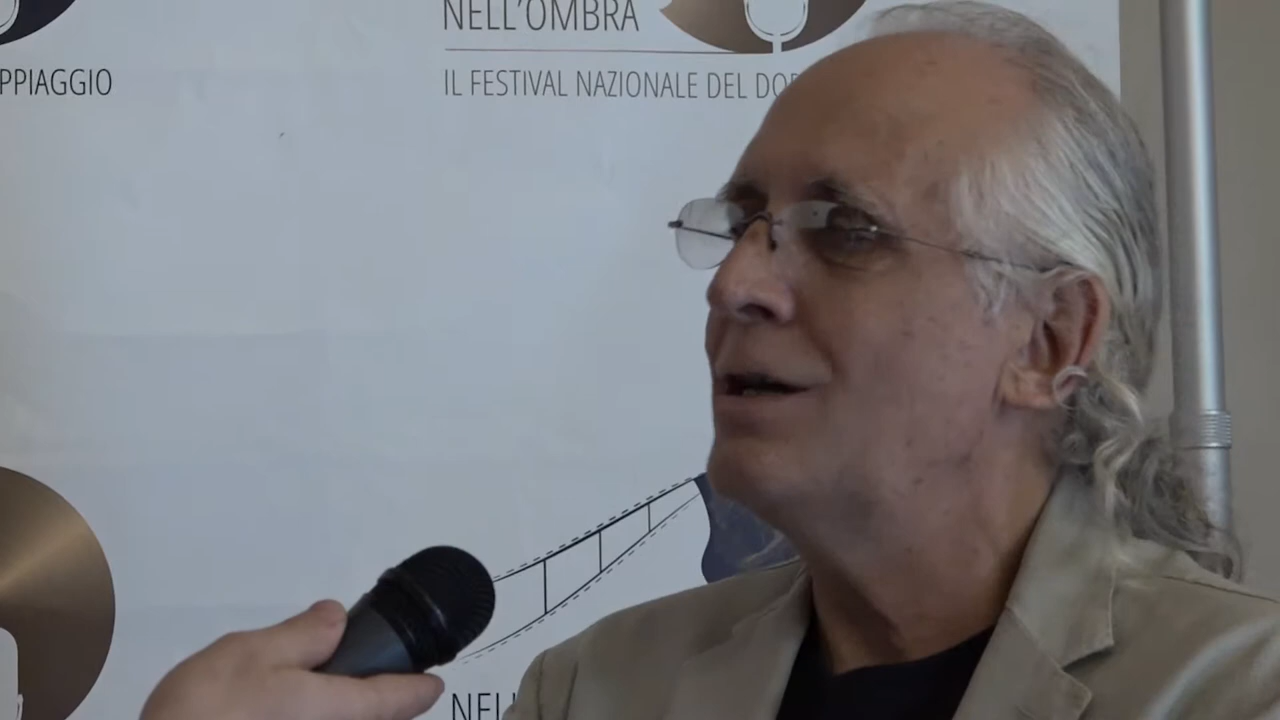 NELL'OMBRA
PPIAGGIO
IL FESTIVAL NAZIONALE DEL DO
NELL